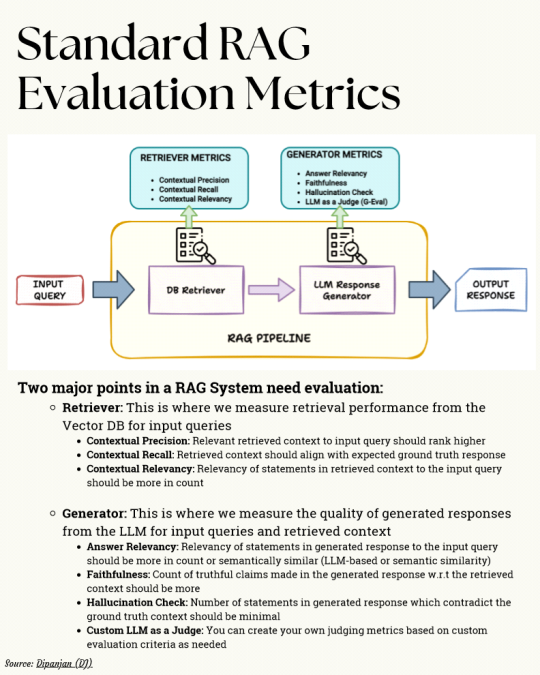 Standard RAG
Evaluation Metrics
RETRIEVER METRICS
• Contextual Precision
• Contextual Recall
• Contextual Relevancy
GENERATOR METRICS
• Answer Relevancy
• Faithfulness
• Hallucination Check
• LLM as a Judge (G-Eval)
INPUT
QUERY
DB Retriever
LLM Response
Generator
OUTPUT
RESPONSE
RAG PIPELINE
Two major points in a RAG System need evaluation:
○ Retriever: This is where we measure retrieval performance from the
Vector DB for input queries
• Contextual Precision: Relevant retrieved context to input query should rank higher
• Contextual Recall: Retrieved context should align with expected ground truth response
• Contextual Relevancy: Relevancy of statements in retrieved context to the input query
should be more in count
○ Generator: This is where we measure the quality of generated responses
from the LLM for input queries and retrieved context
• Answer Relevancy: Relevancy of statements in generated response to the input query
should be more in count or semantically similar (LLM-based or semantic similarity)
• Faithfulness: Count of truthful claims made in the generated response w.r.t the retrieved
context should be more
• Hallucination Check: Number of statements in generated response which contradict the
ground truth context should be minimal
• Custom LLM as a Judge: You can create your own judging metrics based on custom
evaluation criteria as needed
Source: Dipanjan (DJ)